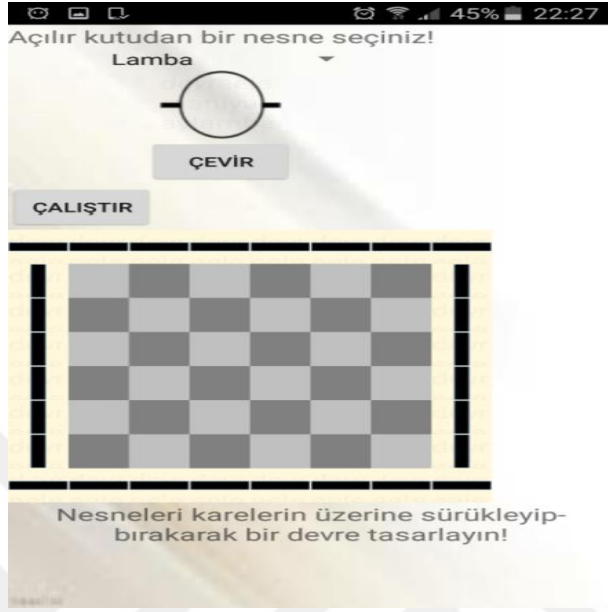 45% 22:27
Açılır kutudan bir nesne seçiniz!
Lamba
ÇEVİR
ÇALIŞTIR
Nesneleri karelerin üzerine sürükleyip-
bırakarak bir devre tasarlayın!